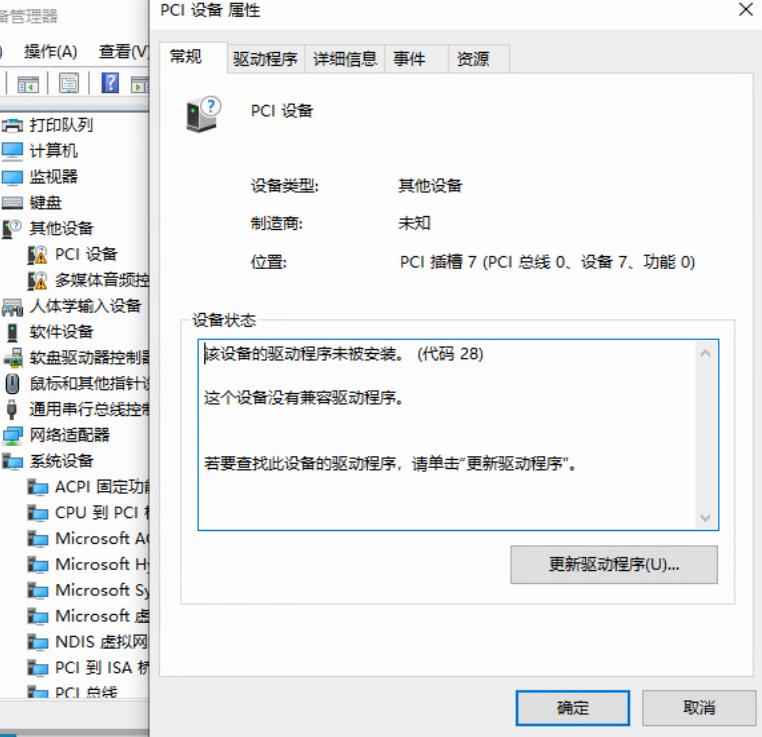 备管理器
操作(A) 查看(V)
打印队列
计算机
监视器
键盘
其他设备
PCI 设备
多媒体音频控
人体学输入设备
软件设备
软盘驱动器控制器
鼠标和其他指针设
通用串行总线控制
网络适配器
系统设备
ACPI 固定功能
CPU 到 PCI 桥
Microsoft AC
Microsoft Hy
Microsoft Sy
Microsoft 虚
NDIS 虚拟网
PCI 到 ISA 桥
PCI 总线
PCI 设备 属性
常规 驱动程序 详细信息 事件 资源
PCI 设备
设备类型: 其他设备
制造商: 未知
位置: PCI 插槽 7 (PCI 总线 0、设备 7、功能 0)
设备状态
该设备的驱动程序未被安装。 (代码 28)
这个设备没有兼容驱动程序。
若要查找此设备的驱动程序，请单击“更新驱动程序”。
更新驱动程序(U)...
确定 取消